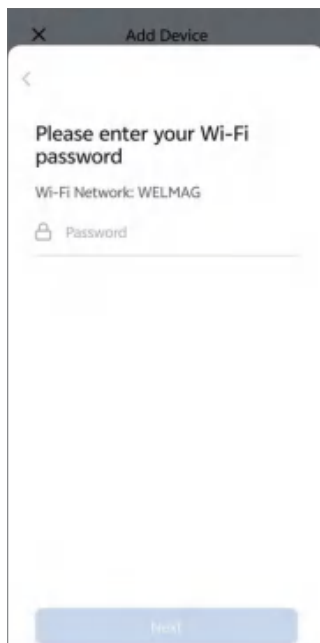 Add Device
Please enter your Wi-Fi
password
Wi-Fi Network: WELMAG
Password
Next